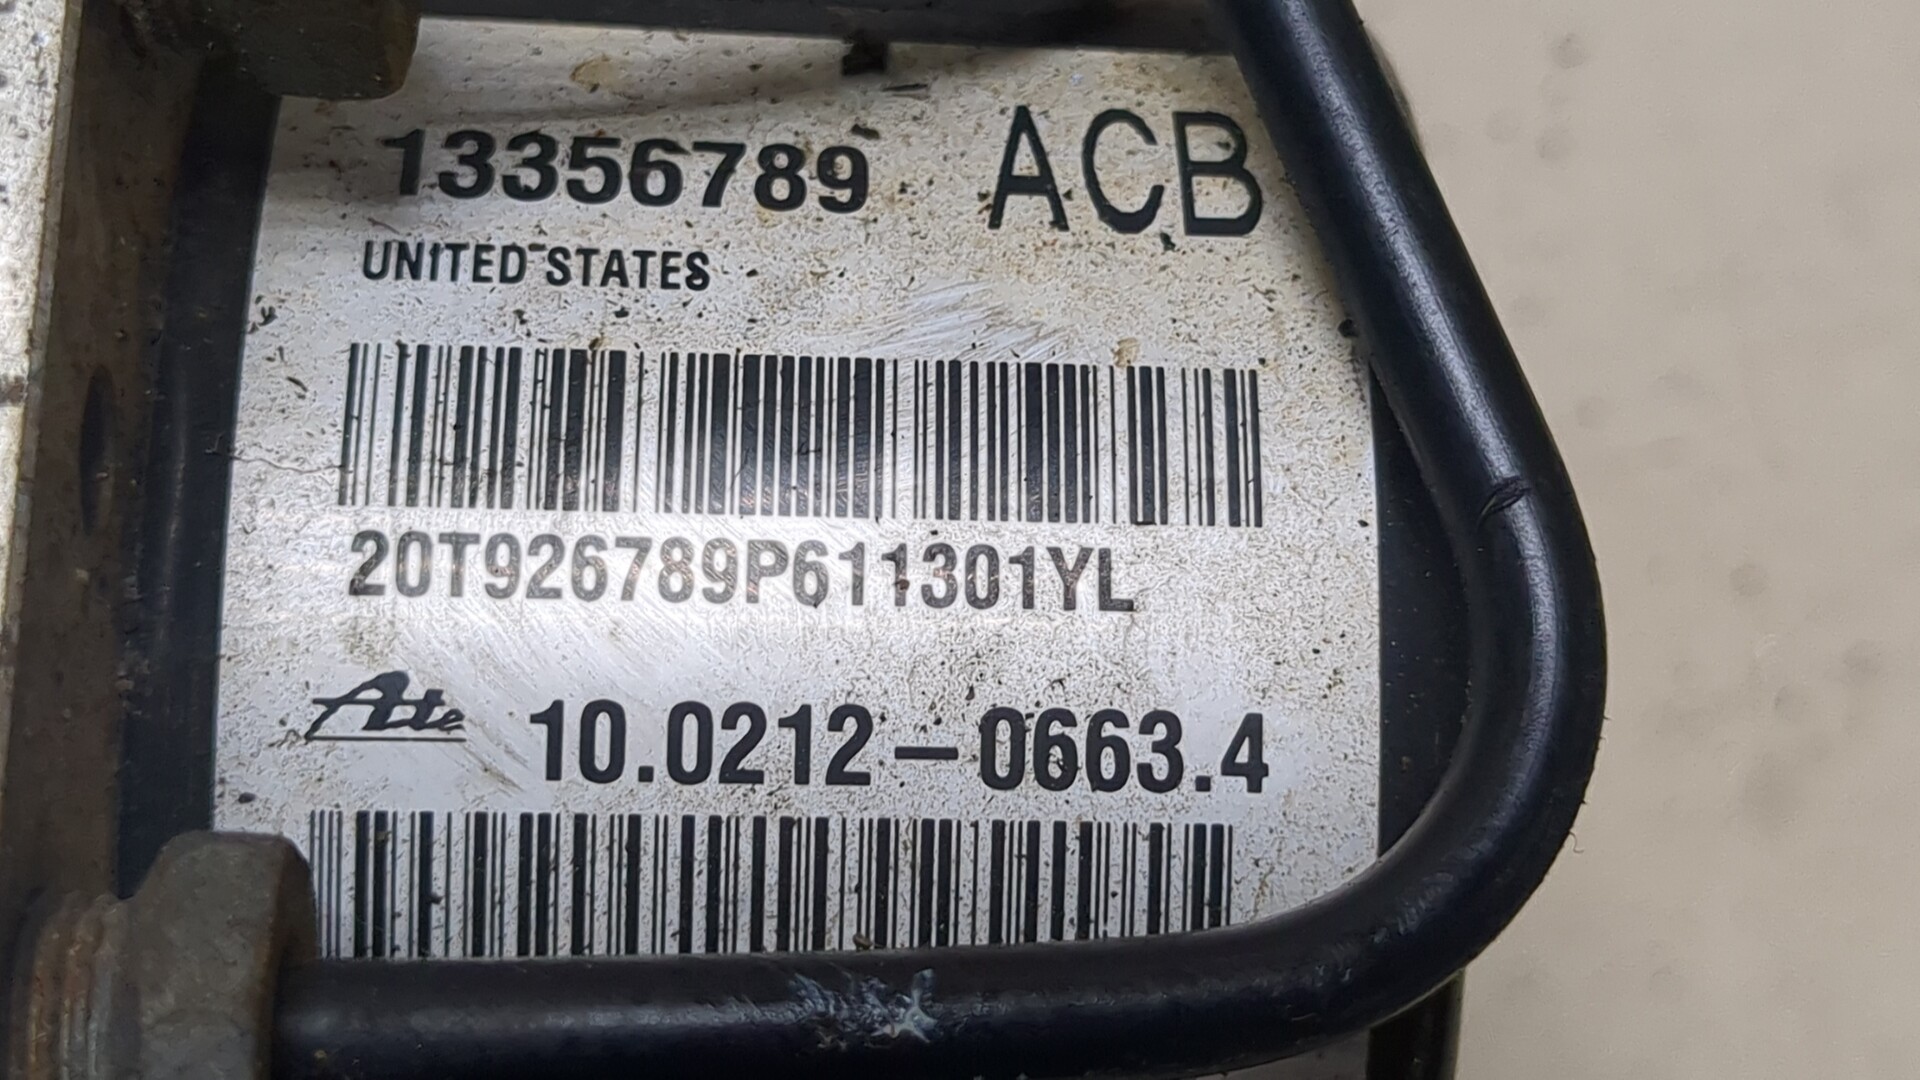 13356789 ACB
UNITED STATES
20T926789P611301YL
Ate 10.0212-0663.4